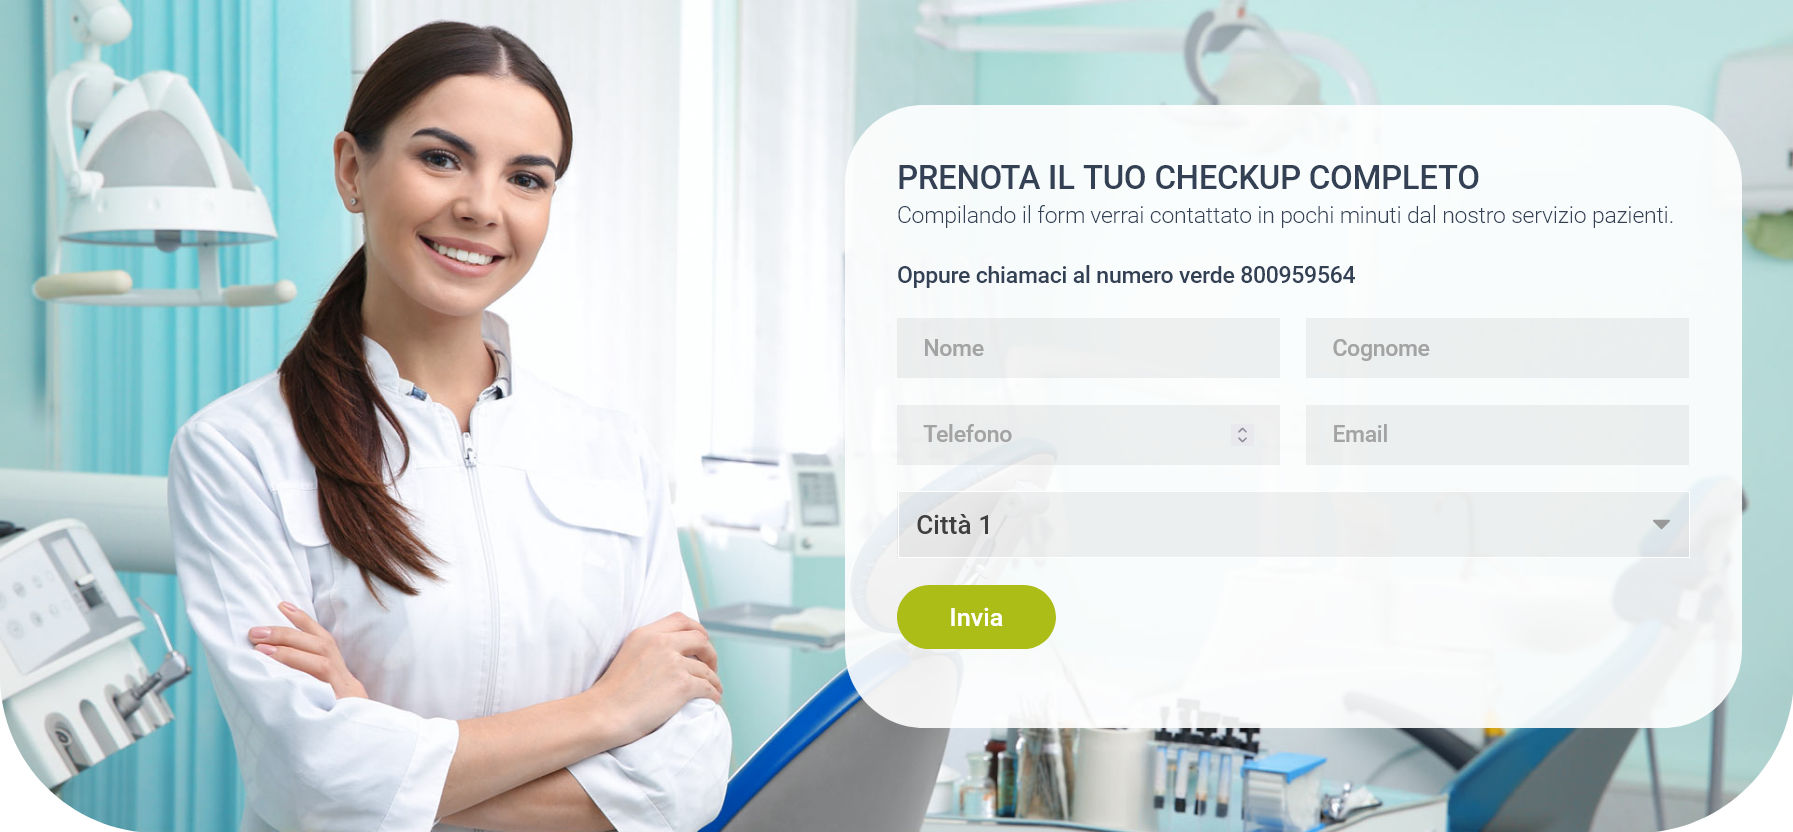 PRENOTA IL TUO CHECKUP COMPLETO
Compilando il form verrai contattato in pochi minuti dal nostro servizio pazienti.
Oppure chiamaci al numero verde 800959564
Nome
Cognome
Telefono
Email
Città 1
Invia